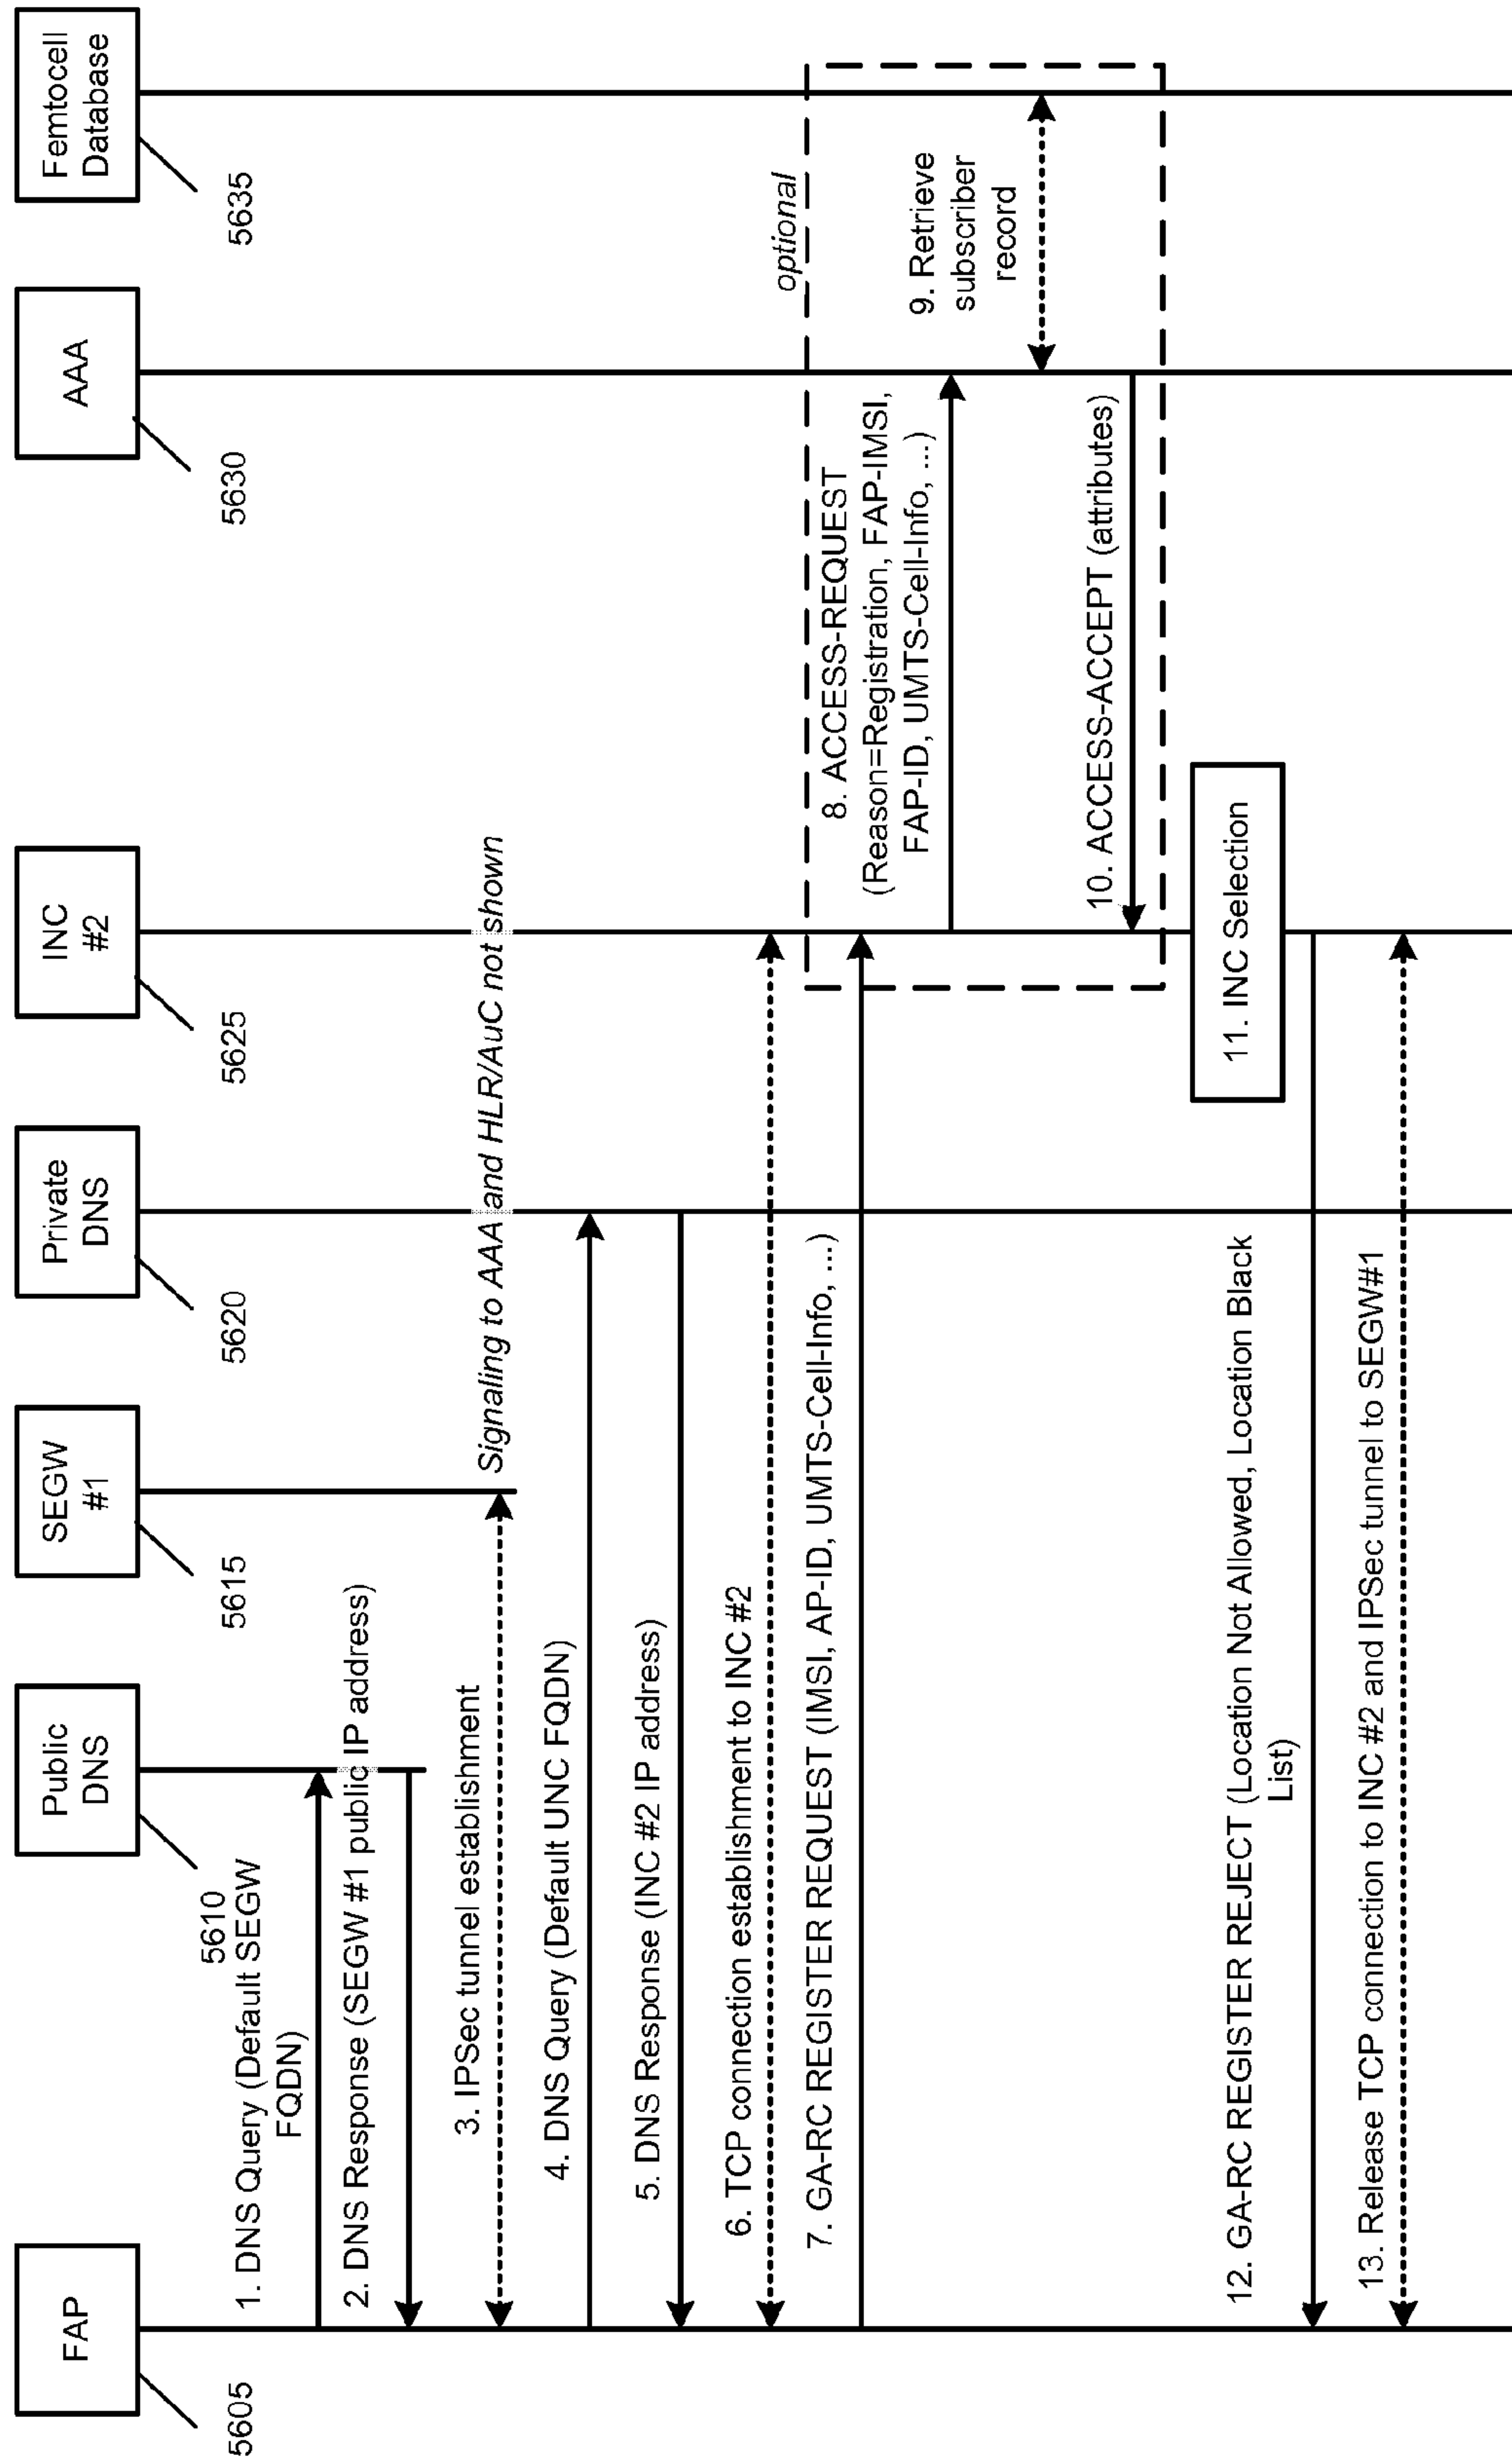 FAP
Public
DNS
SEGW
#1
Private
DNS
INC
#2
AAA
Femtocell
Database
5605
5610
5615
5620
5625
5630
5635
1. DNS Query (Default SEGW
FQDN)
2. DNS Response (SEGW #1 public IP address)
3. IPSec tunnel establishment
Signaling to AAA and HLR/AuC not shown
4. DNS Query (Default UNC FQDN)
5. DNS Response (INC #2 IP address)
6. TCP connection establishment to INC #2
optional
7. GA-RC REGISTER REQUEST (IMSI, AP-ID, UMTS-Cell-Info, ...)
8. ACCESS-REQUEST
(Reason=Registration, FAP-IMSI,
FAP-ID, UMTS-Cell-Info, ...)
9. Retrieve
subscriber
record
10. ACCESS-ACCEPT (attributes)
11. INC Selection
12. GA-RC REGISTER REJECT (Location Not Allowed, Location Black
List)
13. Release TCP connection to INC #2 and IPSec tunnel to SEGW#1